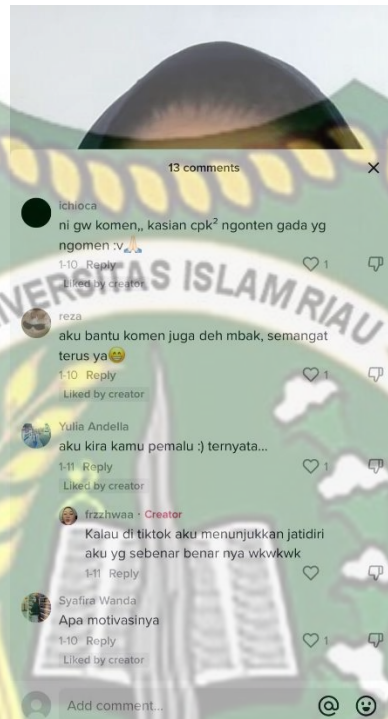 13 comments
ichioca
ni gw komen,, kasian cpk² ngonten gada yg
ngomen :v🙏🏻
1-10 Reply
1
Liked by creator
UNIVERSITAS ISLAM RIAU
reza
aku bantu komen juga deh mbak, semangat
terus ya😁
1-10 Reply
1
Liked by creator
Yulia Andella
aku kira kamu pemalu :) ternyata...
1-11 Reply
1
Liked by creator
frzzhwaa · Creator
Kalau di tiktok aku menunjukkan jatidiri
aku yg sebenar benar nya wkwkwk
1-11 Reply
Syafira Wanda
Apa motivasinya
1-10 Reply
1
Liked by creator
Add comment...